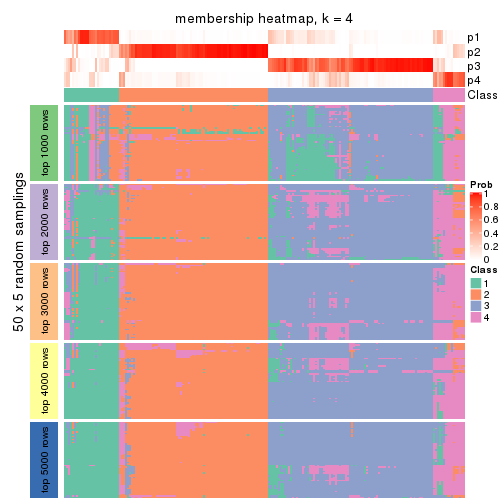 membership heatmap, k = 4
p1
p2
p3
p4
Class
50 x 5 random samplings
top 1000 rows
top 2000 rows
top 3000 rows
top 4000 rows
top 5000 rows
Prob
1
0.8
0.6
0.4
0.2
0
Class
1
2
3
4